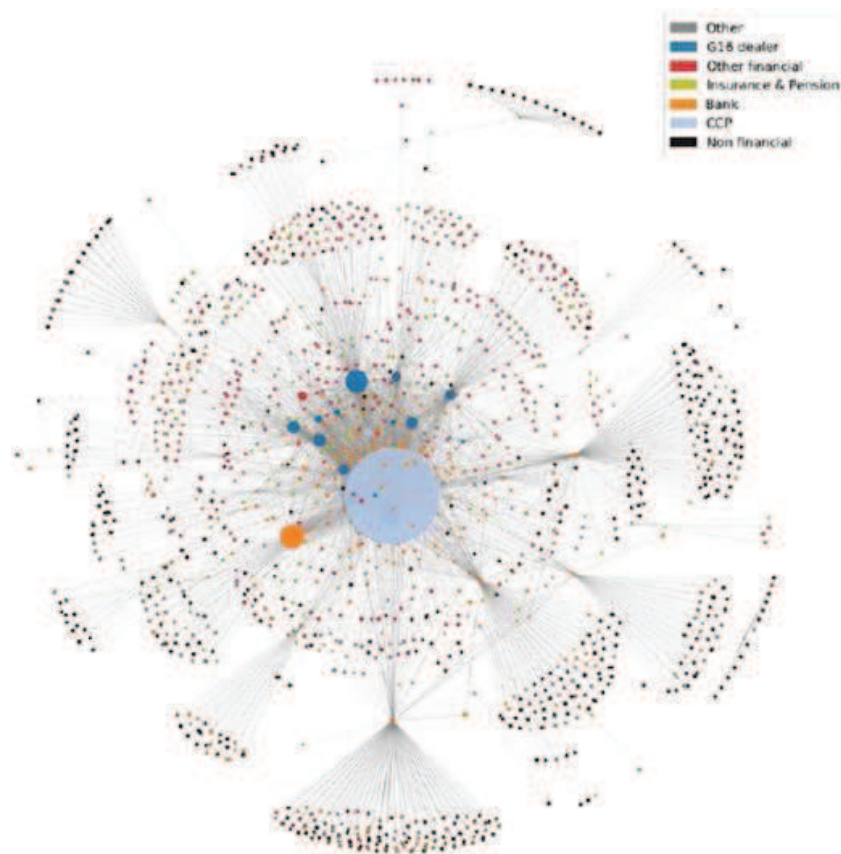 Other
G16 dealer
Other financial
Insurance & Pension
Bank
CCP
Non financial